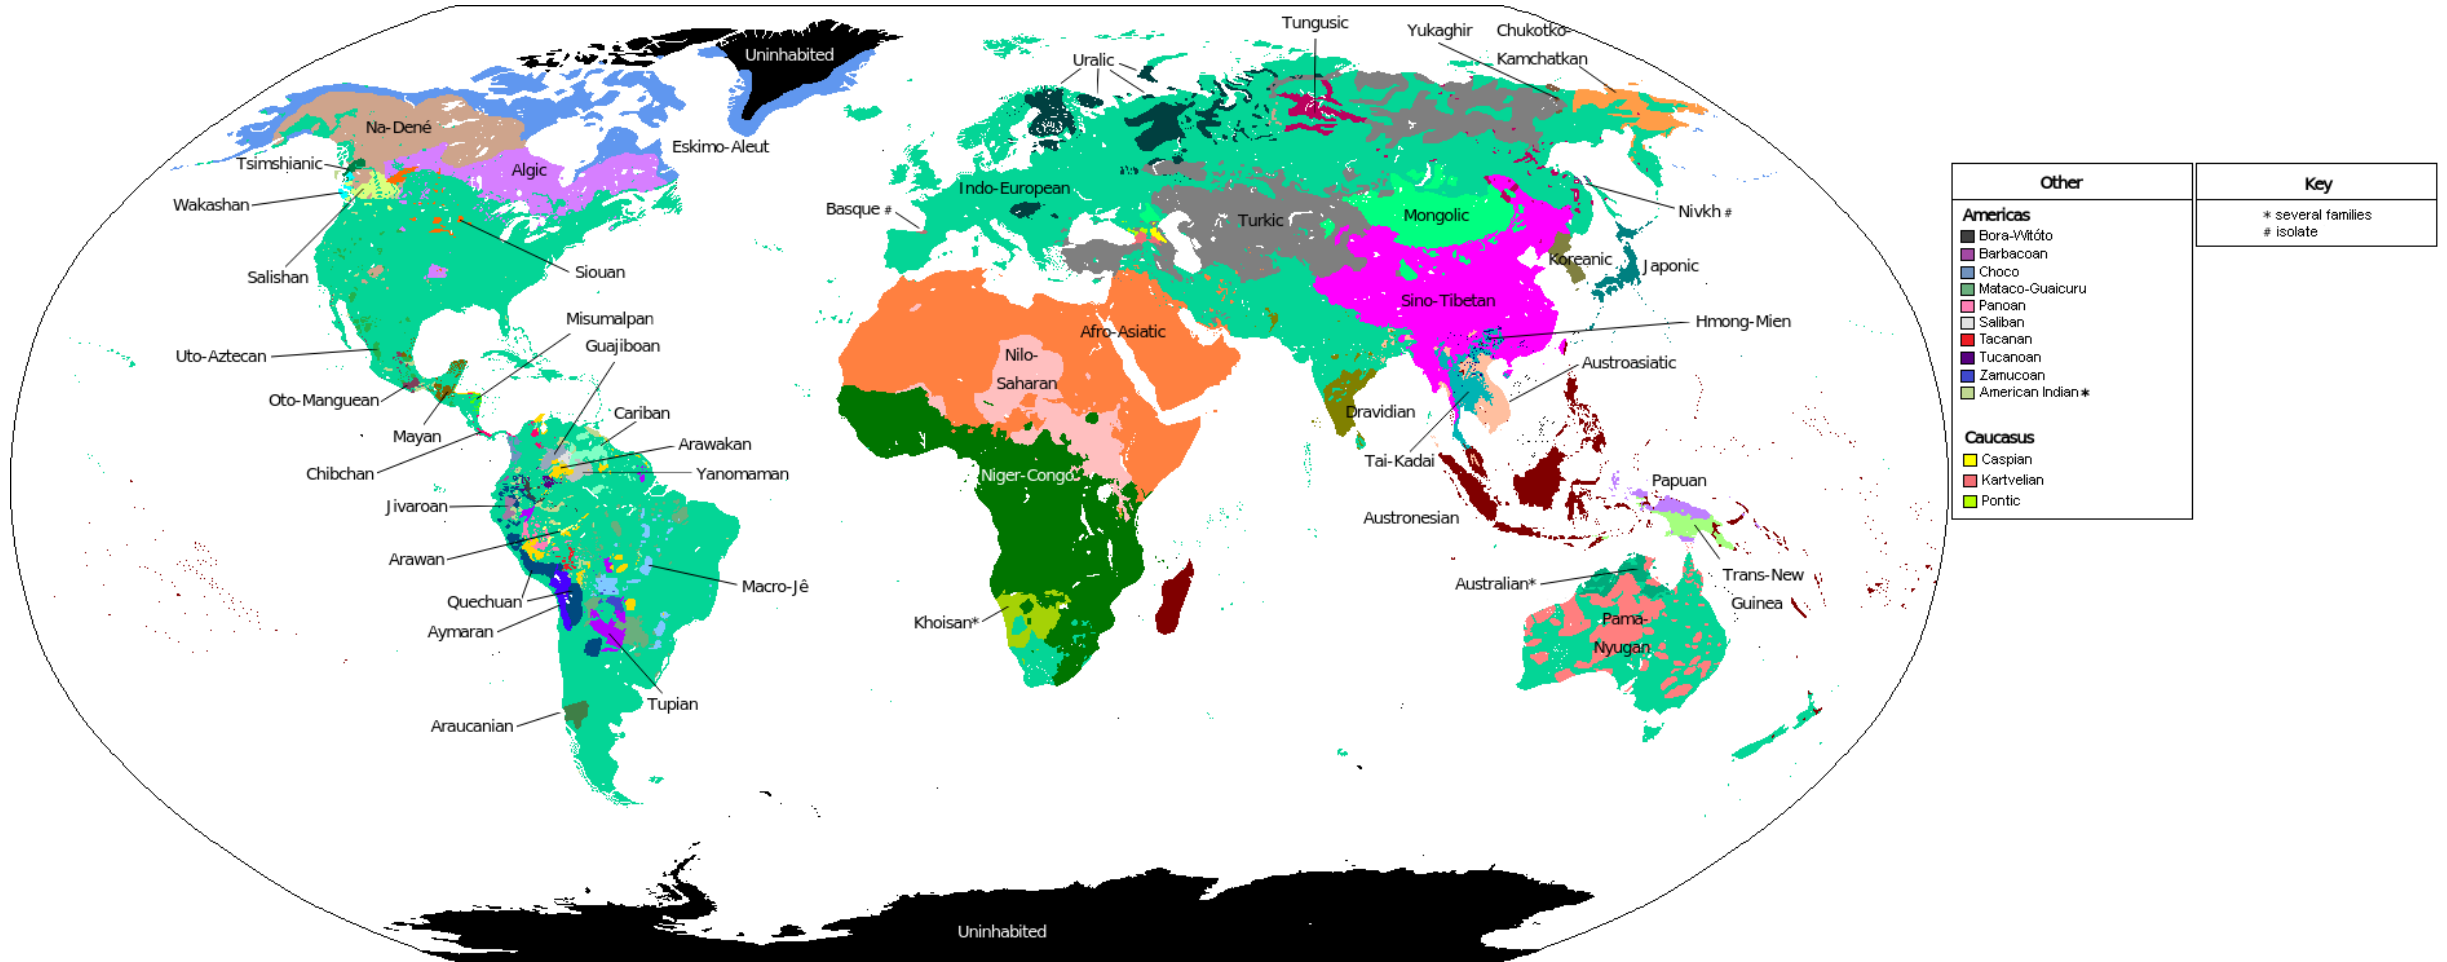 Tungusic
Yukaghir
Chukotko-
Kamchatkan
Uninhabited
Uralic
Na-Dené
Eskimo-Aleut
Tsimshianic
Algic
Wakashan
Indo-European
Basque #
Turkic
Mongolic
Nivkh #
Salishan
Siouan
Koreanic
Japonic
Sino-Tibetan
Misumalpan
Guajiboan
Afro-Asiatic
Hmong-Mien
Uto-Aztecan
Nilo-
Saharan
Austroasiatic
Oto-Manguean
Mayan
Cariban
Dravidian
Arawakan
Chibchan
Yanomaman
Niger-Congo
Tai-Kadai
Papuan
Jivaroan
Austronesian
Arawan
Macro-Jê
Australian*
Trans-New
Guinea
Quechuan
Aymaran
Khoisan*
Pama-
Nyugan
Tupian
Araucanian
Uninhabited
Other
Americas
Bora-Witóto
Barbacoan
Choco
Mataco-Guaicuru
Panoan
Saliban
Tacanan
Tucanoan
Zamucoan
American Indian*
Caucasus
Caspian
Kartvelian
Pontic
Key
* several families
# isolate